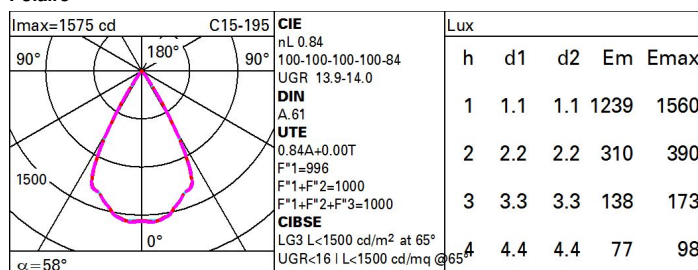 Imax=1575 cd C15-195
90° 180° 90°
1500
0°
α=58°
CIE
nL 0.84
100-100-100-100-84
UGR 13.9-14.0
DIN
A.61
UTE
0.84A+0.00T
F"1=996
F"1+F"2=1000
F"1+F"2+F"3=1000
CIBSE
LG3 L<1500 cd/m² at 65°
UGR<16 | L<1500 cd/mq @65°
Lux
h d1 d2 Em Emax
1 1.1 1.1 1239 1560
2 2.2 2.2 310 390
3 3.3 3.3 138 173
4 4.4 4.4 77 98